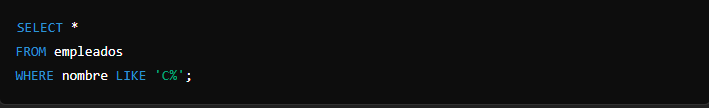 SELECT *
FROM empleados
WHERE nombre LIKE 'C%';